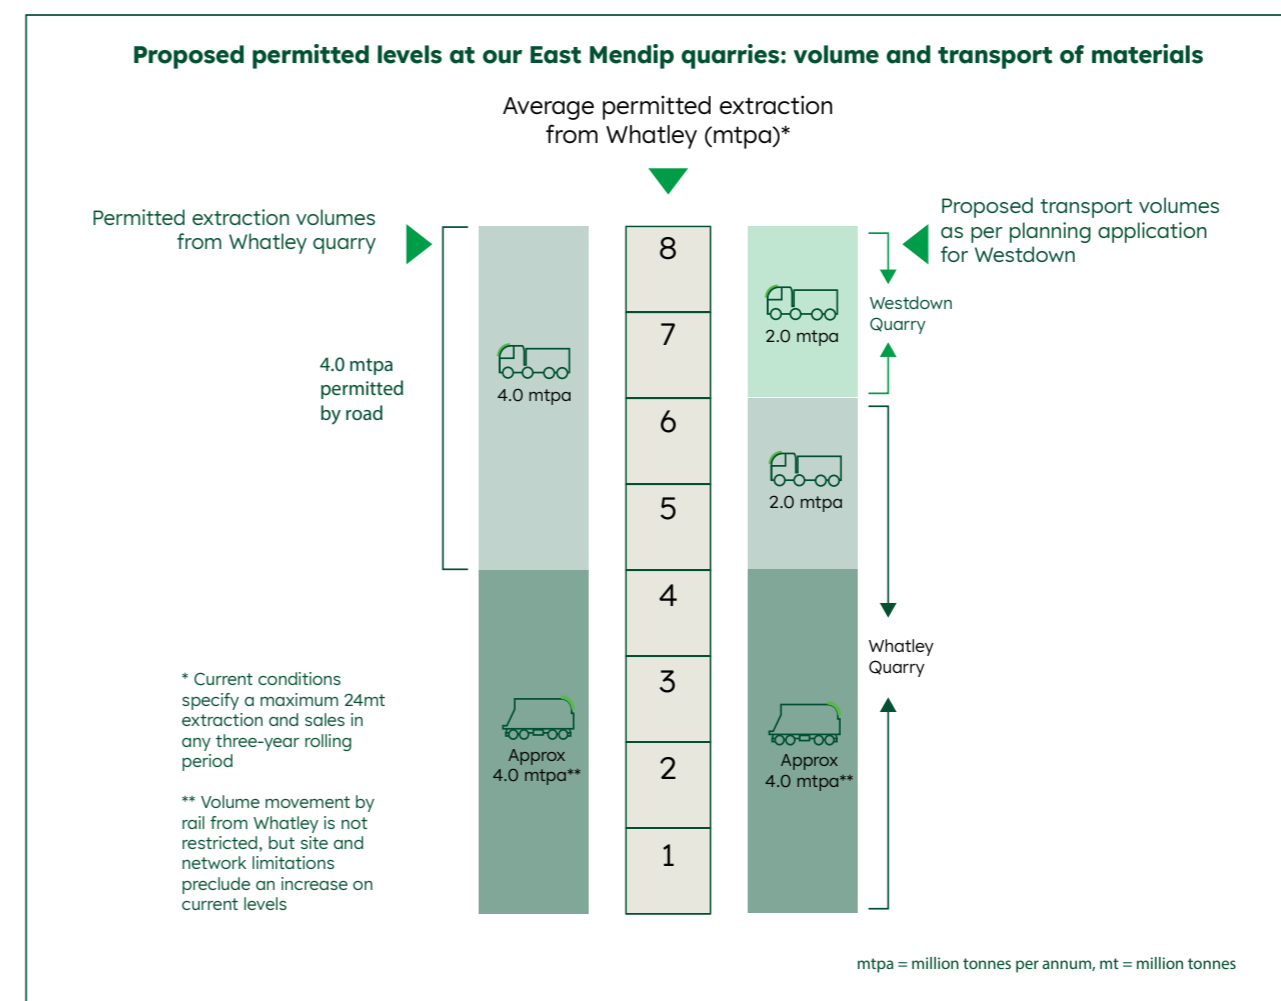 Proposed permitted levels at our East Mendip quarries: volume and transport of materials
Average permitted extraction
from Whatley (mtpa)*
Permitted extraction volumes
from Whatley quarry
Proposed transport volumes
as per planning application
for Westdown
4.0 mtpa
permitted
by road
4.0 mtpa
Approx
4.0 mtpa**
8
7
6
5
4
3
2
1
2.0 mtpa
2.0 mtpa
Approx
4.0 mtpa**
Westdown
Quarry
Whatley
Quarry
* Current conditions
specify a maximum 24mt
extraction and sales in
any three-year rolling
period
** Volume movement by
rail from Whatley is not
restricted, but site and
network limitations
preclude an increase on
current levels
mtpa = million tonnes per annum, mt = million tonnes